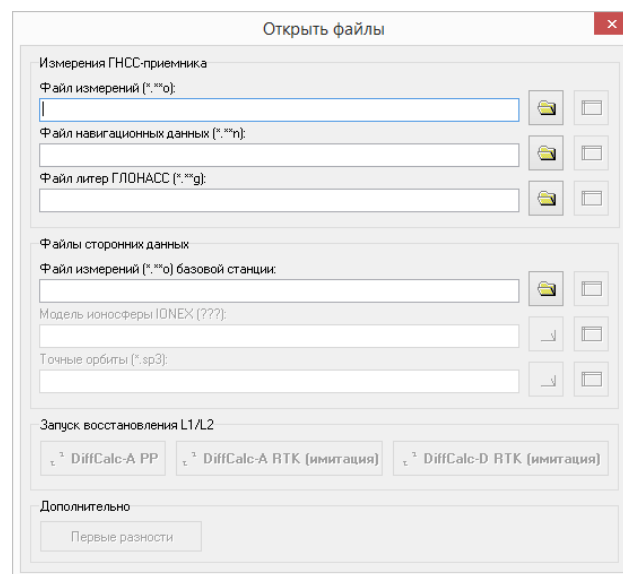 Открыть файлы
Измерения ГНСС-приемника
Файл измерений (*.**o):
Файл навигационных данных (*.**n):
Файл литер ГЛОНАСС (*.**g):
Файлы сторонних данных
Файл измерений (*.**o) базовой станции:
Модель ионосферы IONEX (???):
Точные орбиты (*.sp3):
Запуск восстановления L1/L2
DiffCalc-A PP
DiffCalc-A RTK (имитация)
DiffCalc-D RTK (имитация)
Дополнительно
Первые разности